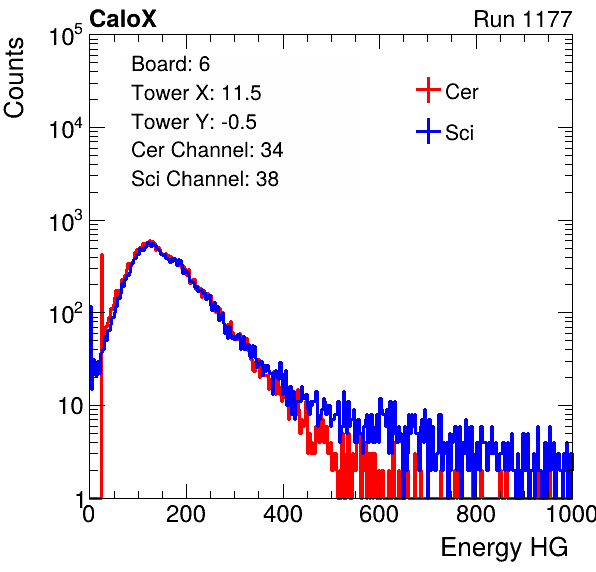 CaloX Run 1177
Counts
10^5
10^4
10^3
10^2
10
1
Board: 6
Tower X: 11.5
Tower Y: -0.5
Cer Channel: 34
Sci Channel: 38
Cer
Sci
0 200 400 600 800 1000
Energy HG